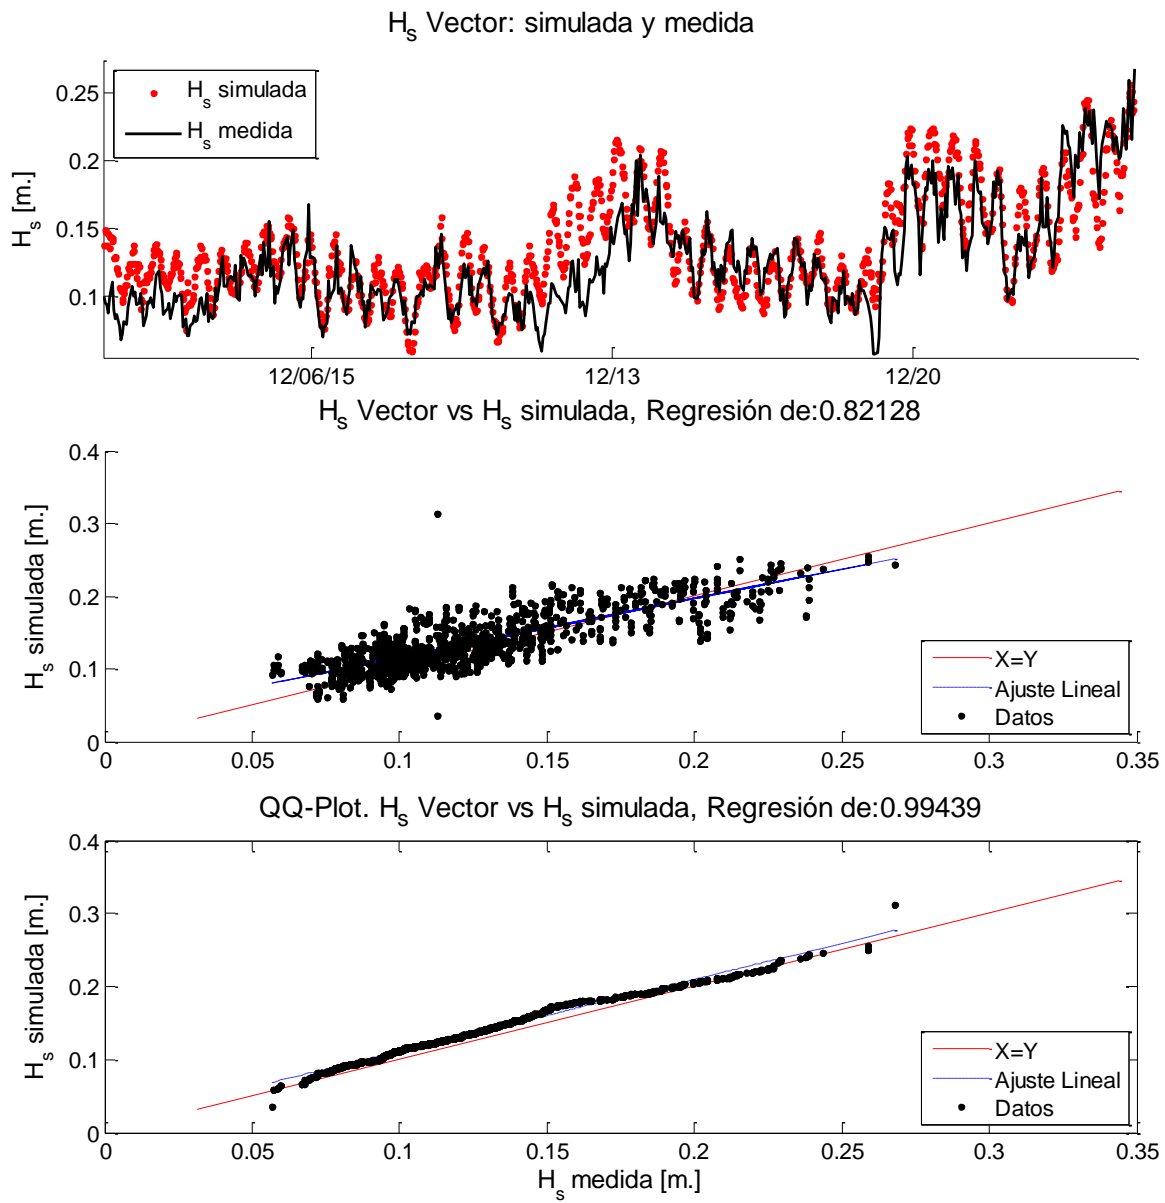 Hs Vector: simulada y medida
Hs simulada
Hs medida
Hs [m.]
0.25
0.2
0.15
0.1
12/06/15
12/13
12/20
Hs Vector vs Hs simulada, Regresión de:0.82128
Hs simulada [m.]
0.4
0.3
0.2
0.1
0
X=Y
Ajuste Lineal
Datos
0
0.05
0.1
0.15
0.2
0.25
0.3
0.35
QQ-Plot. Hs Vector vs Hs simulada, Regresión de:0.99439
Hs simulada [m.]
0.4
0.3
0.2
0.1
0
X=Y
Ajuste Lineal
Datos
0
0.05
0.1
0.15
0.2
0.25
0.3
0.35
Hs medida [m.]